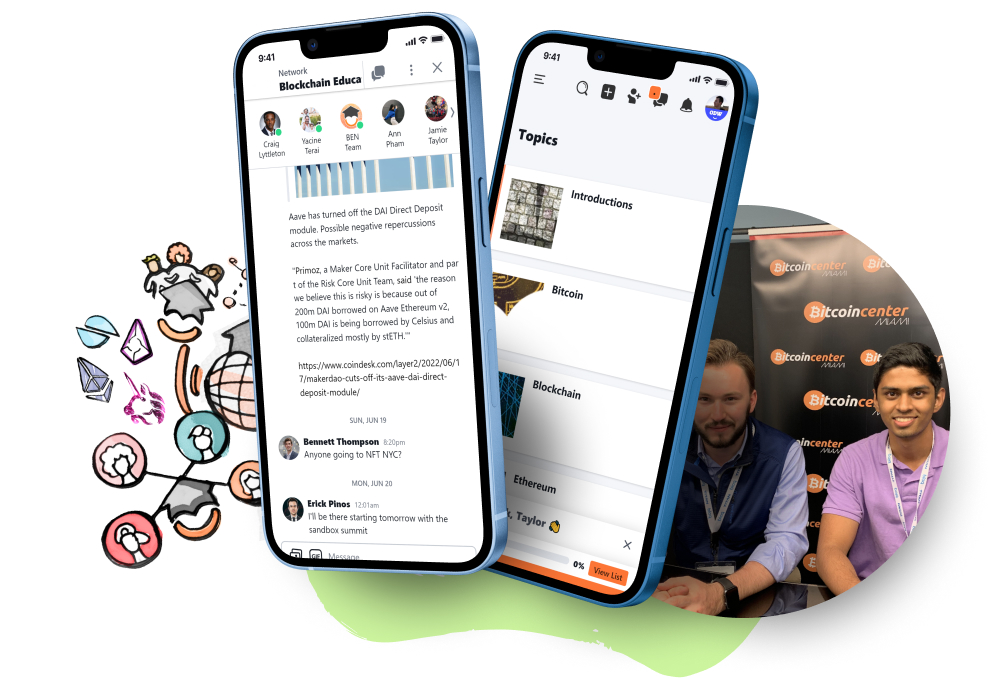 9:41
Network
Blockchain Educa
Craig
Lyttleton
Yacine
Terai
BEN
Team
Ann
Pham
Jamie
Taylor
Aave has turned off the DAI Direct Deposit
module. Possible negative repercussions
across the markets.
"Primoz, a Maker Core Unit Facilitator and par
t of the Risk Core Unit Team, said 'the reason
we believe this is risky is because out of
200m DAI borrowed on Aave Ethereum v2,
100m DAI is being borrowed by Celsius and
collateralized mostly by stETH.'"
https://www.coindesk.com/layer2/2022/06/1
7/makerdao-cuts-off-its-aave-dai-direct-
deposit-module/
SUN, JUN 19
Bennett Thompson 8:20pm
Anyone going to NFT NYC?
MON, JUN 20
Erick Pinos 12:01am
I'll be there starting tomorrow with the
sandbox summit
GIF Message
9:41
ODW
Topics
Introductions
Bitcoin
Blockchain
Ethereum
k, Taylor 👏
0% View List
Bitcoincenter
MIAMI
Bitcoincenter
MIAMI
Bitcoincenter
MIAMI
Bitcoince
Bitcoincenter
MIAMI